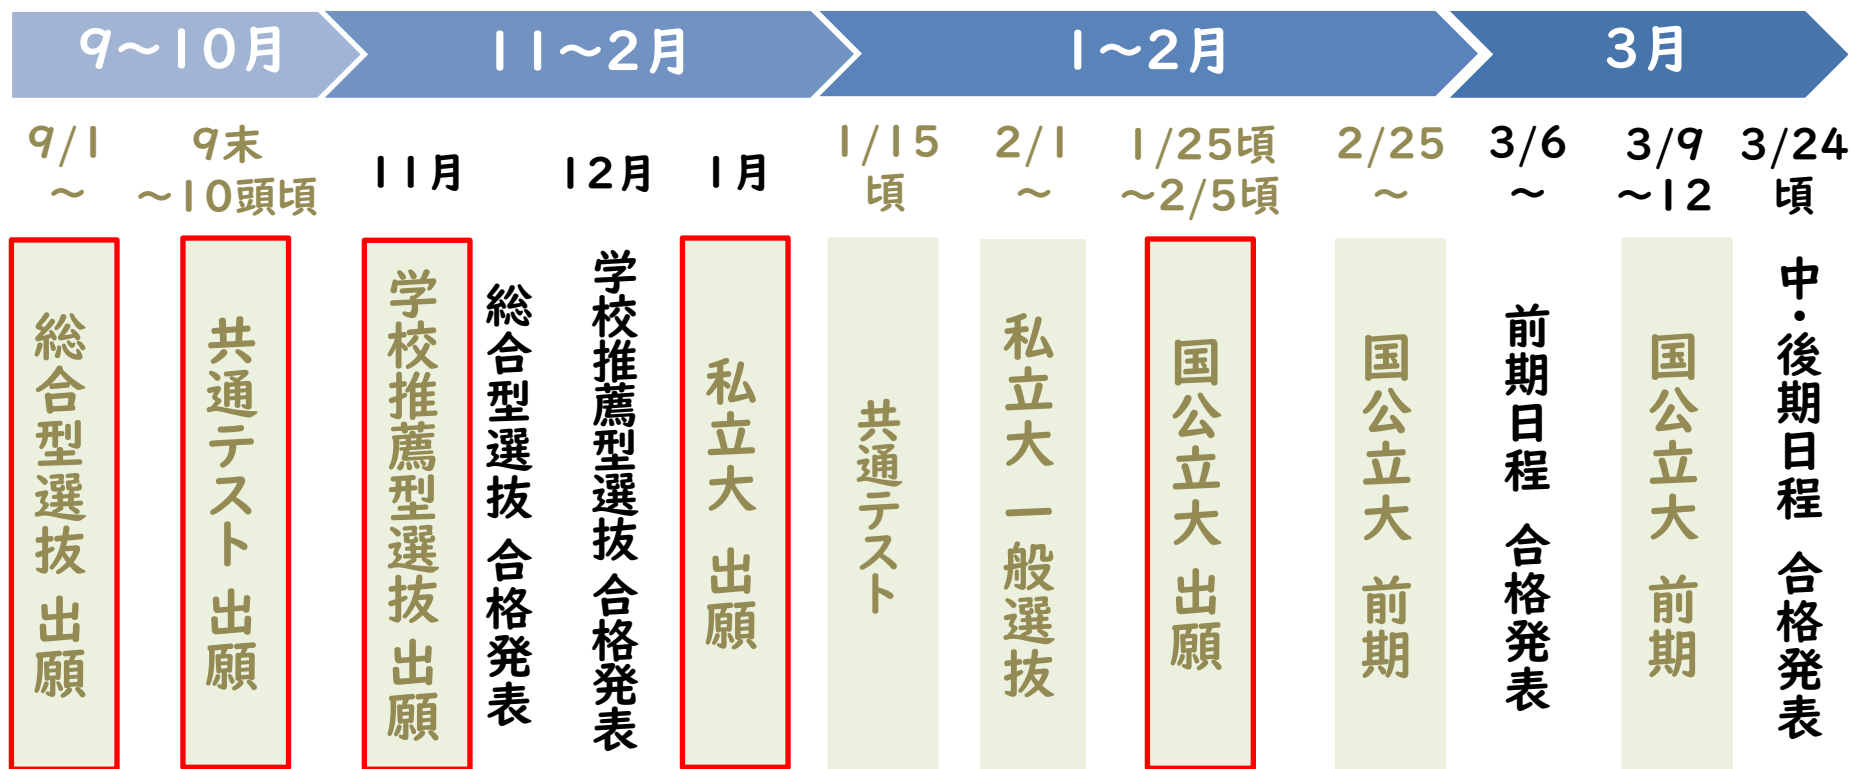 9～10月
11～2月
1～2月
3月
9/1
～
9末
～10頭頃
11月
12月
1月
1/15
頃
2/1
～
1/25頃
～2/5頃
2/25
～
3/6
～
3/9
～12
3/24
頃
総合型選抜 出願
共通テスト 出願
学校推薦型選抜 出願
総合型選抜 合格発表
学校推薦型選抜 合格発表
私立大 出願
共通テスト
私立大 一般選抜
国公立大 出願
国公立大 前期
前期日程 合格発表
国公立大 前期
中・後期日程 合格発表